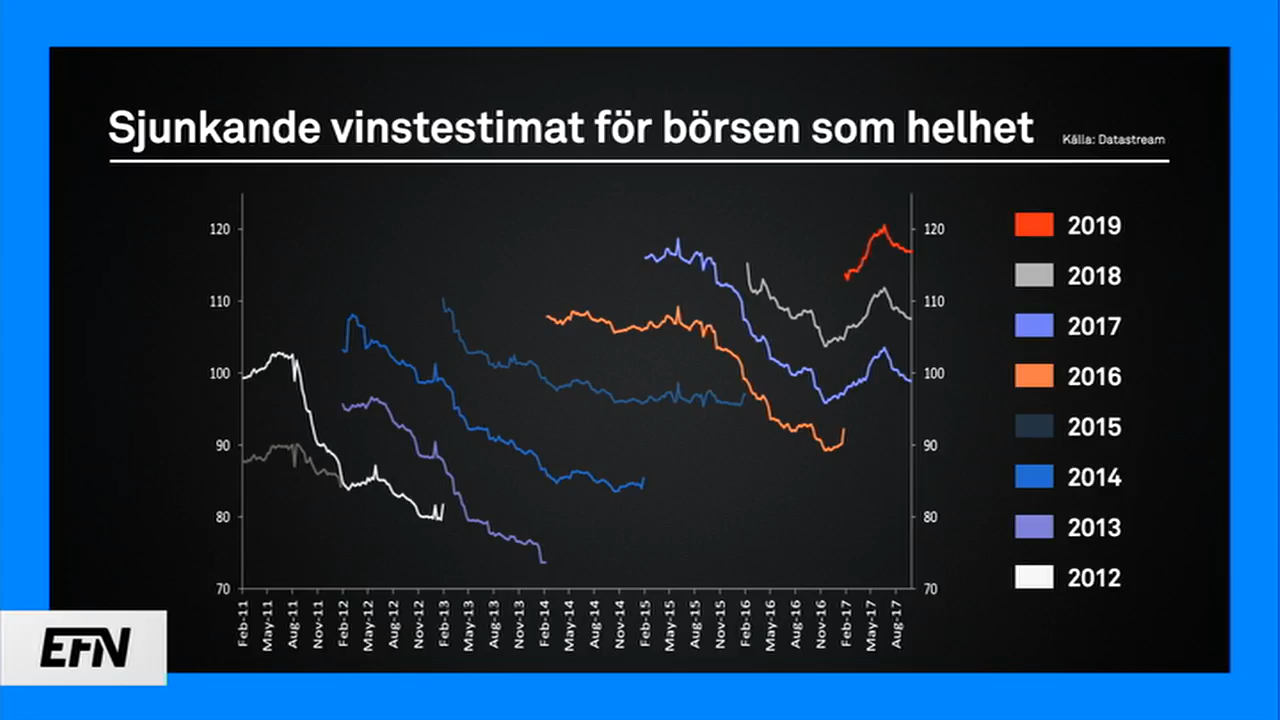 Sjunkande vinstestimat för börsen som helhet
Källa: Datastream
120
110
100
90
80
70
120
110
100
90
80
70
Feb-11
May-11
Aug-11
Nov-11
Feb-12
May-12
Aug-12
Nov-12
Feb-13
May-13
Aug-13
Nov-13
Feb-14
May-14
Aug-14
Nov-14
Feb-15
May-15
Aug-15
Nov-15
Feb-16
May-16
Aug-16
Nov-16
Feb-17
May-17
Aug-17
2019
2018
2017
2016
2015
2014
2013
2012
EFN